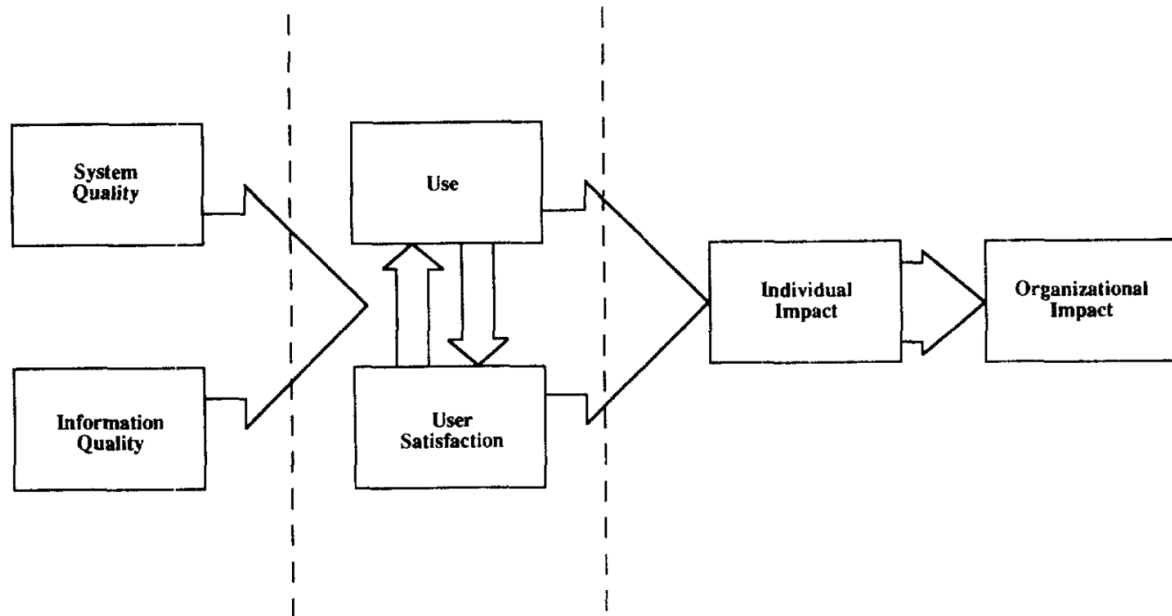 System
Quality
Use
Individual
Impact
Organizational
Impact
Information
Quality
User
Satisfaction